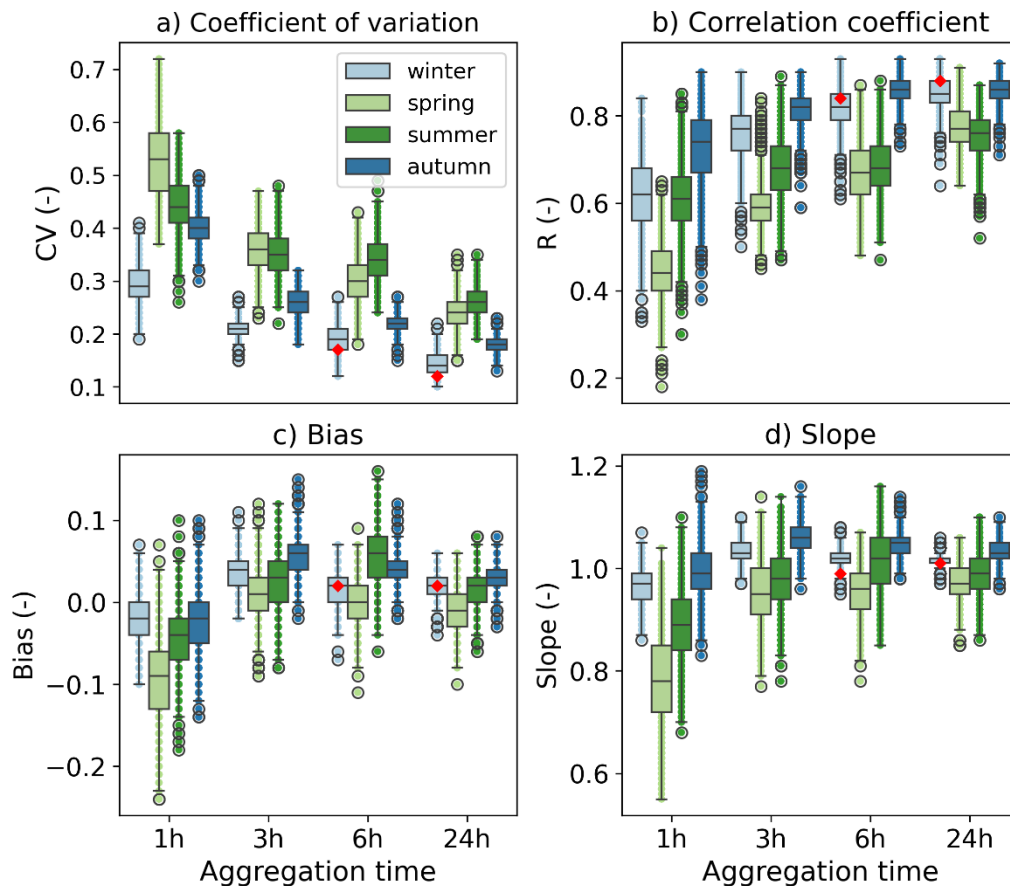 a) Coefficient of variation
b) Correlation coefficient
CV (-)
0.7
0.6
0.5
0.4
0.3
0.2
0.1
winter
spring
summer
autumn
R (-)
0.8
0.6
0.4
0.2
c) Bias
d) Slope
Bias (-)
0.1
0.0
−0.1
−0.2
Slope (-)
1.2
1.0
0.8
0.6
1h 3h 6h 24h
Aggregation time
1h 3h 6h 24h
Aggregation time